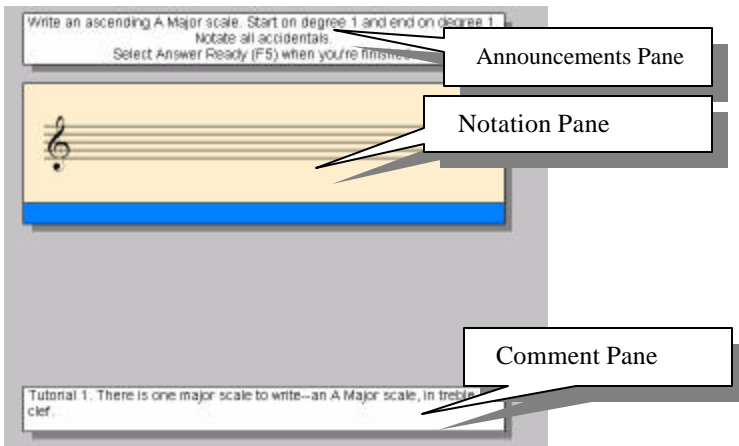 Write an ascending A Major scale. Start on degree 1 and end on degree 1.
Notate all accidentals.
Select Answer Ready (F5) when you're finished
Announcements Pane
Notation Pane
Comment Pane
Tutorial 1. There is one major scale to write--an A Major scale, in treble
clef.